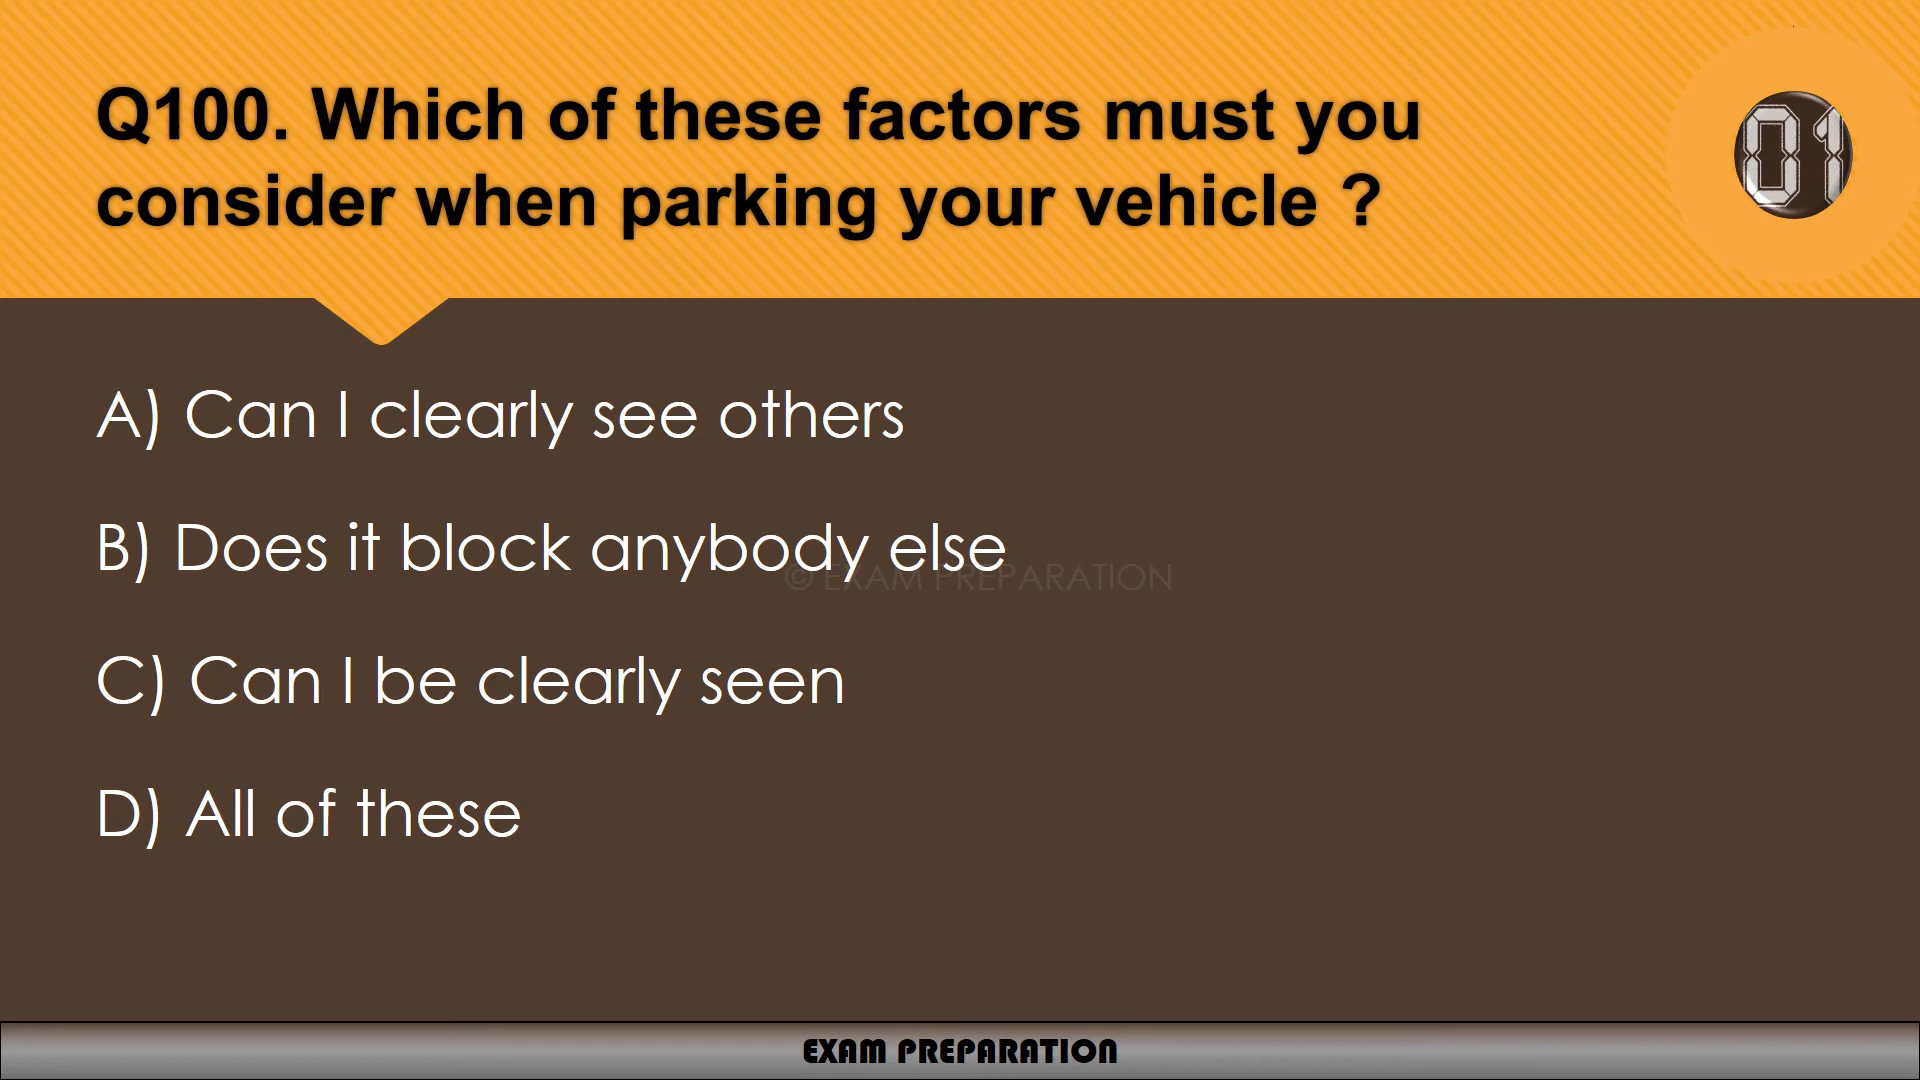 Q100. Which of these factors must you
consider when parking your vehicle ?
01
A) Can I clearly see others
B) Does it block anybody else
© EXAM PREPARATION
C) Can I be clearly seen
D) All of these
EXAM PREPARATION